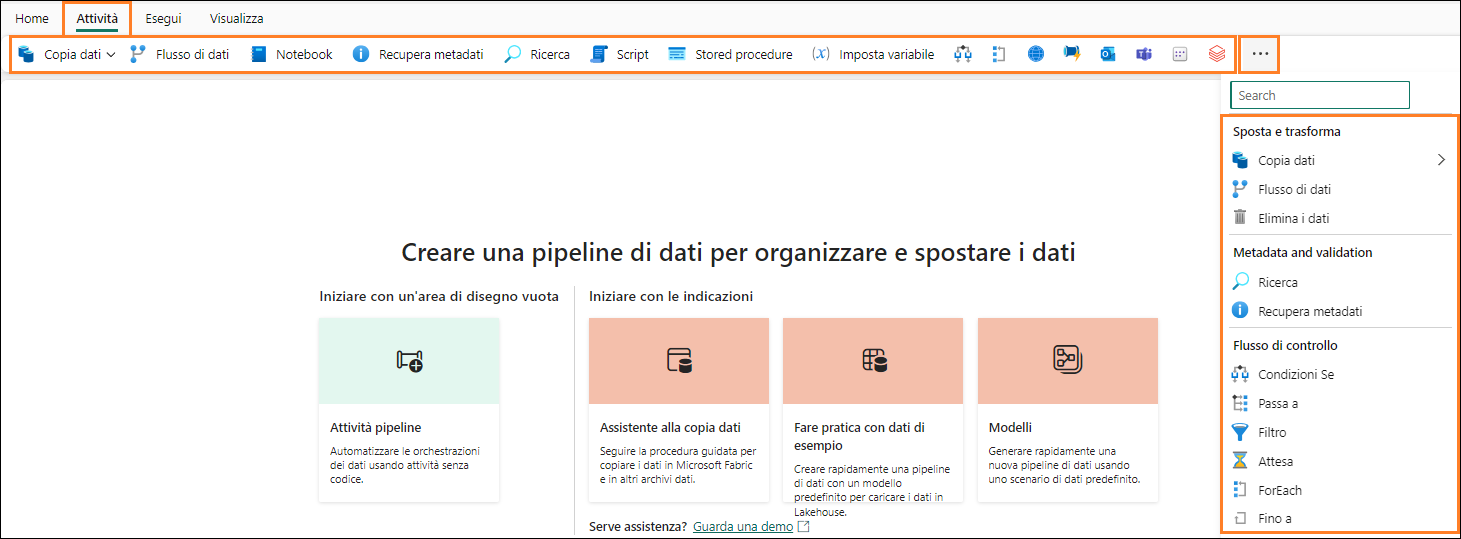 Home Attività Esegui Visualizza
Copia dati Flusso di dati Notebook Recupera metadati Ricerca Script Stored procedure (x) Imposta variabile ...
Search
Sposta e trasforma
Copia dati
Flusso di dati
Elimina i dati
Metadata and validation
Ricerca
Recupera metadati
Flusso di controllo
Condizioni Se
Passa a
Filtro
Attesa
ForEach
Fino a
Creare una pipeline di dati per organizzare e spostare i dati
Iniziare con un'area di disegno vuota
Attività pipeline
Automatizzare le orchestrazioni
dei dati usando attività senza
codice.
Iniziare con le indicazioni
Assistente alla copia dati
Seguire la procedura guidata per
copiare i dati in Microsoft Fabric
e in altri archivi dati.
Fare pratica con dati di
esempio
Creare rapidamente una pipeline
di dati con un modello
predefinito per caricare i dati in
Lakehouse.
Modelli
Generare rapidamente una
nuova pipeline di dati usando
uno scenario di dati predefinito.
Serve assistenza? Guarda una demo